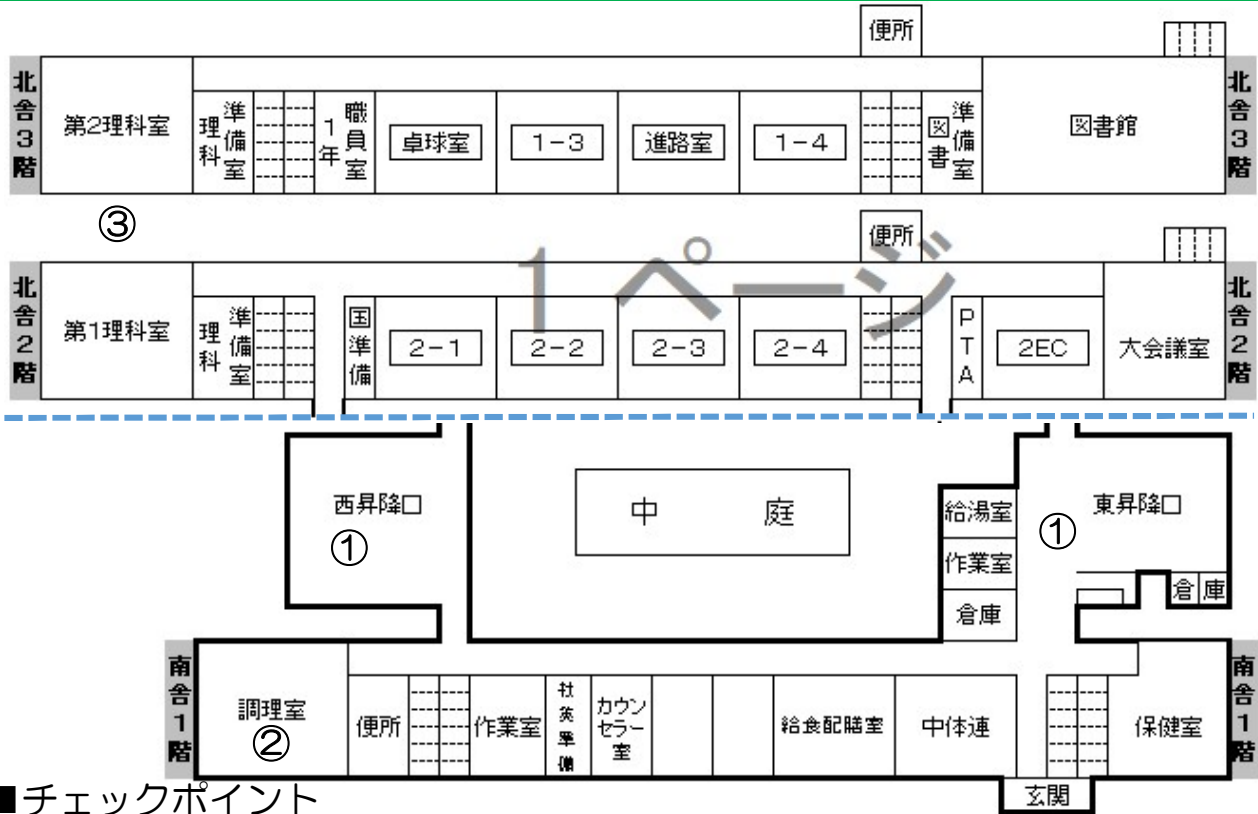 便所
北舎3階
第2理科室
理科準備室
1年職員室
卓球室
1-3
進路室
1-4
図書準備室
図書館
北舎3階
③
便所
1 ページ
北舎2階
第1理科室
理科準備室
国準備
2-1
2-2
2-3
2-4
PTA
2EC
大会議室
北舎2階
西昇降口
①
中庭
給湯室
作業室
倉庫
①
東昇降口
倉庫
南舎1階
調理室
②
便所
作業室
社英準備
カウンセラー室
給食配膳室
中体連
保健室
南舎1階
玄関
■チェックポイント